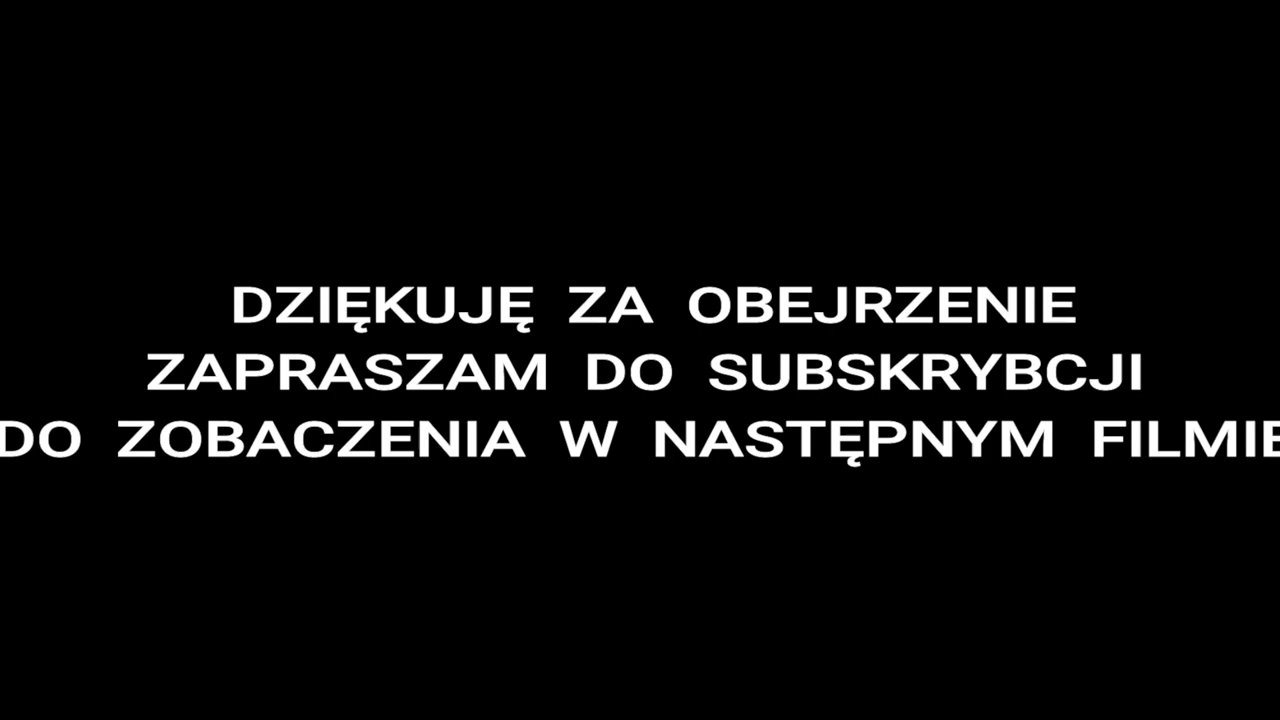 DZIĘKUJĘ ZA OBEJRZENIE
ZAPRASZAM DO SUBSKRYBCJI
DO ZOBACZENIA W NASTĘPNYM FILMIE